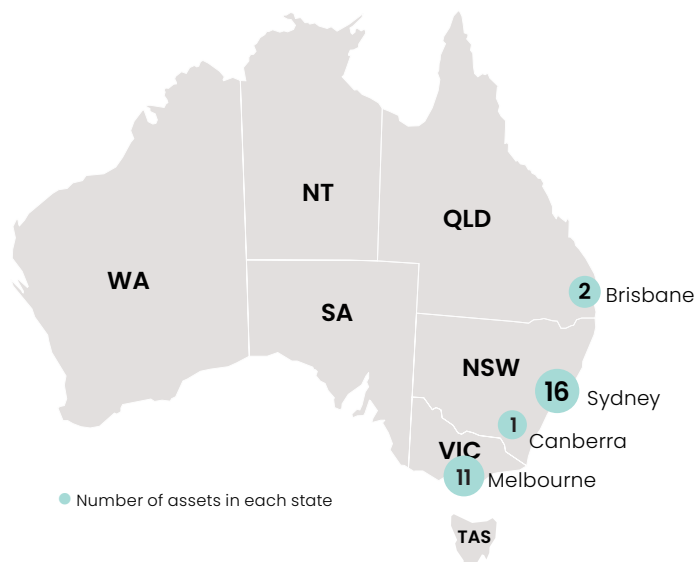 NT
QLD
WA
2
Brisbane
SA
NSW
16
Sydney
1
Canberra
VIC
11
Melbourne
Number of assets in each state
TAS